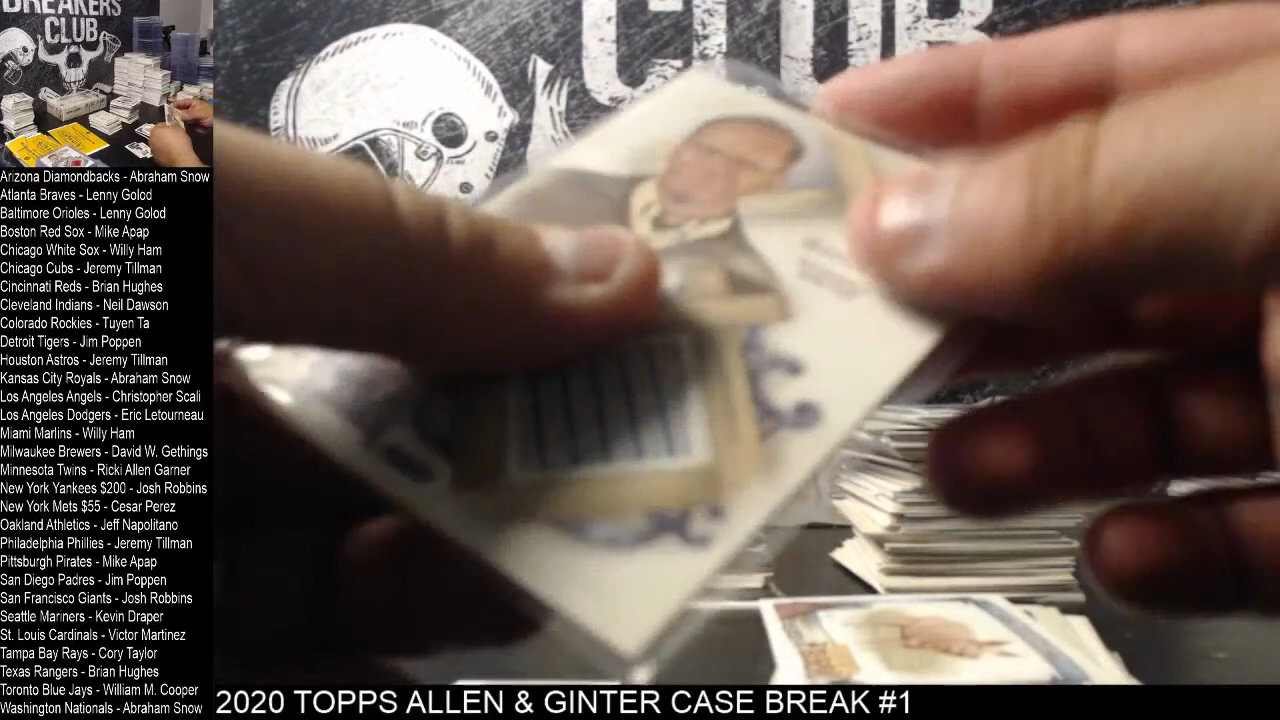 BREAKERS
CLUB
CLUB
Arizona Diamondbacks - Abraham Snow
Atlanta Braves - Lenny Golod
Baltimore Orioles - Lenny Golod
Boston Red Sox - Mike Apap
Chicago White Sox - Willy Ham
Chicago Cubs - Jeremy Tillman
Cincinnati Reds - Brian Hughes
Cleveland Indians - Neil Dawson
Colorado Rockies - Tuyen Ta
Detroit Tigers - Jim Poppen
Houston Astros - Jeremy Tillman
Kansas City Royals - Abraham Snow
Los Angeles Angels - Christopher Scali
Los Angeles Dodgers - Eric Letourneau
Miami Marlins - Willy Ham
Milwaukee Brewers - David W. Gethings
Minnesota Twins - Ricki Allen Garner
New York Yankees $200 - Josh Robbins
New York Mets $55 - Cesar Perez
Oakland Athletics - Jeff Napolitano
Philadelphia Phillies - Jeremy Tillman
Pittsburgh Pirates - Mike Apap
San Diego Padres - Jim Poppen
San Francisco Giants - Josh Robbins
Seattle Mariners - Kevin Draper
St. Louis Cardinals - Victor Martinez
Tampa Bay Rays - Cory Taylor
Texas Rangers - Brian Hughes
Toronto Blue Jays - William M. Cooper
Washington Nationals - Abraham Snow
2020 TOPPS ALLEN & GINTER CASE BREAK #1